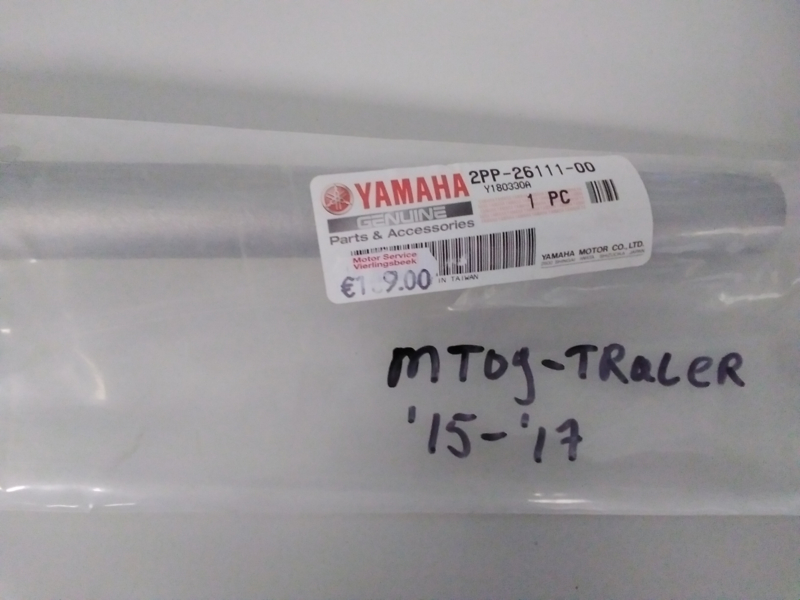 YAMAHA
GENUINE
Parts & Accessories
2PP-26111-00
Y180330A
1 PC
Motor Service
Vierlingsbeek
IN TAIWAN
YAMAHA MOTOR CO.,LTD.
MT09-TRaceR
'15-'17